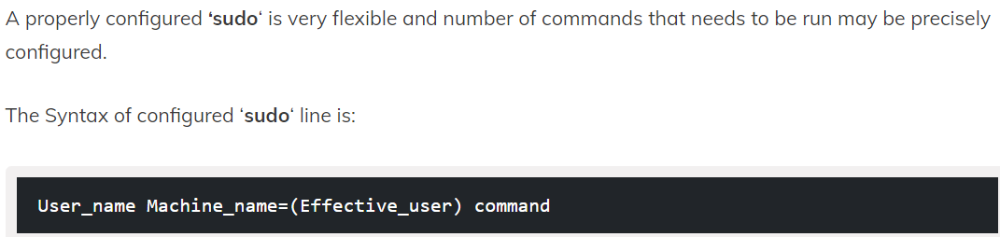 A properly configured ‘sudo‘ is very flexible and number of commands that needs to be run may be precisely
configured.
The Syntax of configured ‘sudo‘ line is:
User_name Machine_name=(Effective_user) command